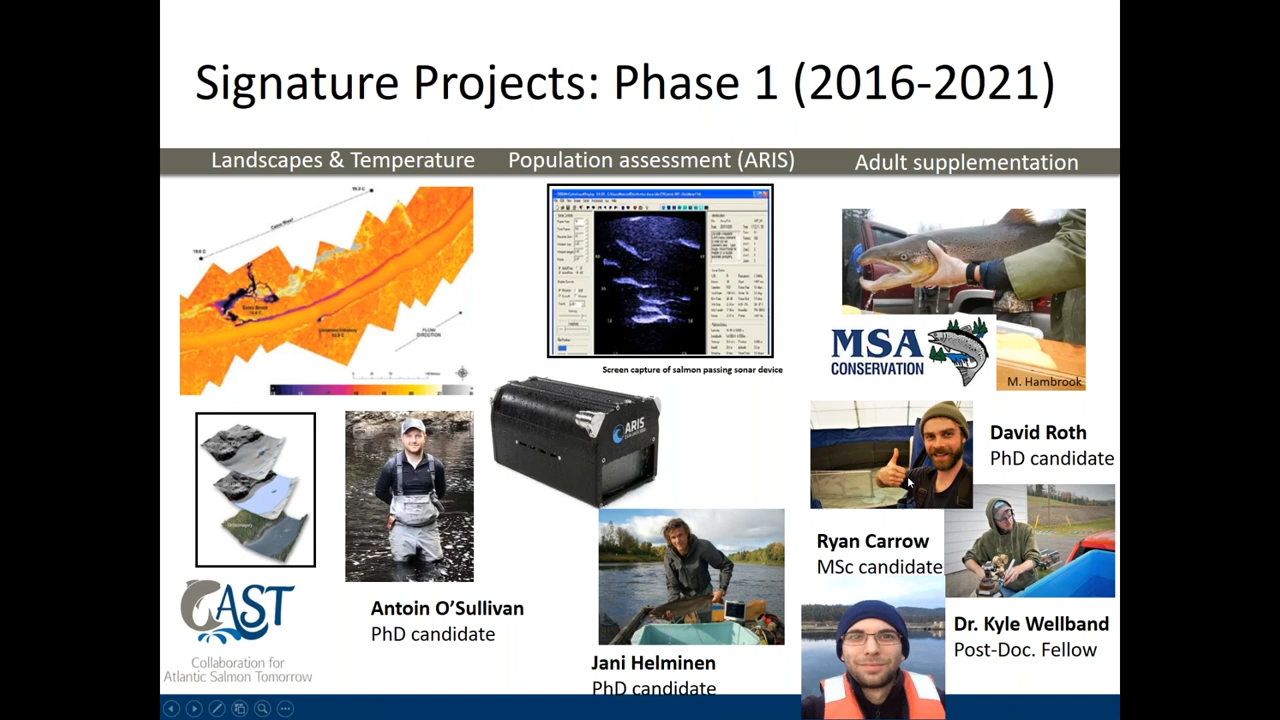 Signature Projects: Phase 1 (2016-2021)
Landscapes & Temperature
Population assessment (ARIS)
Adult supplementation
Screen capture of salmon passing sonar device
MSA
CONSERVATION
M. Hambrook
ARIS
David Roth
PhD candidate
Ryan Carrow
MSc candidate
Dr. Kyle Wellband
Post-Doc. Fellow
Antoin O'Sullivan
PhD candidate
Jani Helminen
PhD candidate
CAST
Collaboration for
Atlantic Salmon Tomorrow